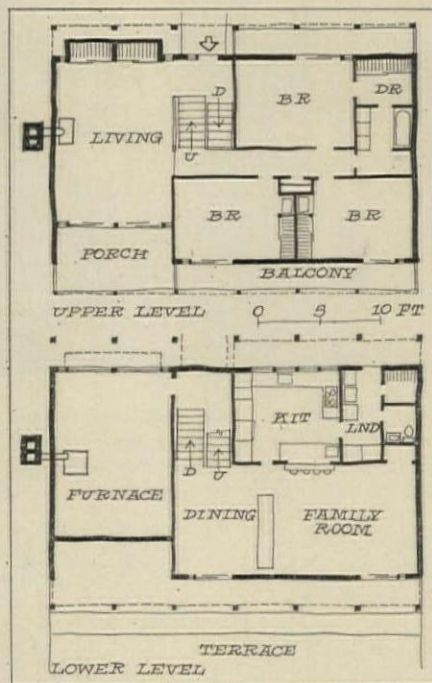 BR
DR
D
LIVING
U
BR
BR
PORCH
BALCONY
UPPER LEVEL
0 5 10 FT
KIT
LND
D U
FURNACE
DINING
FAMILY
ROOM
TERRACE
LOWER LEVEL